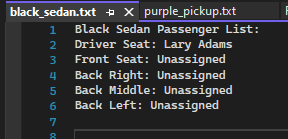 black_sedan.txt purple_pickup.txt
1 Black Sedan Passenger List:
2 Driver Seat: Lary Adams
3 Front Seat: Unassigned
4 Back Right: Unassigned
5 Back Middle: Unassigned
6 Back Left: Unassigned
7
8